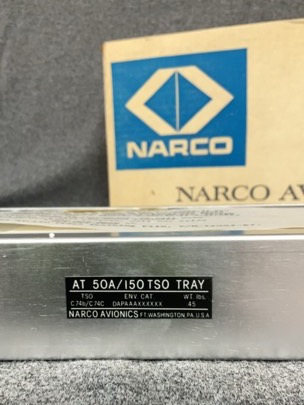 NARCO
NARCO AV
AT 50A/150 TSO TRAY
TSO ENV. CAT. WT. lbs.
C74b/C74C DAPAAAXXXXXX .45
NARCO AVIONICS FT. WASHINGTON, PA. U.S.A.